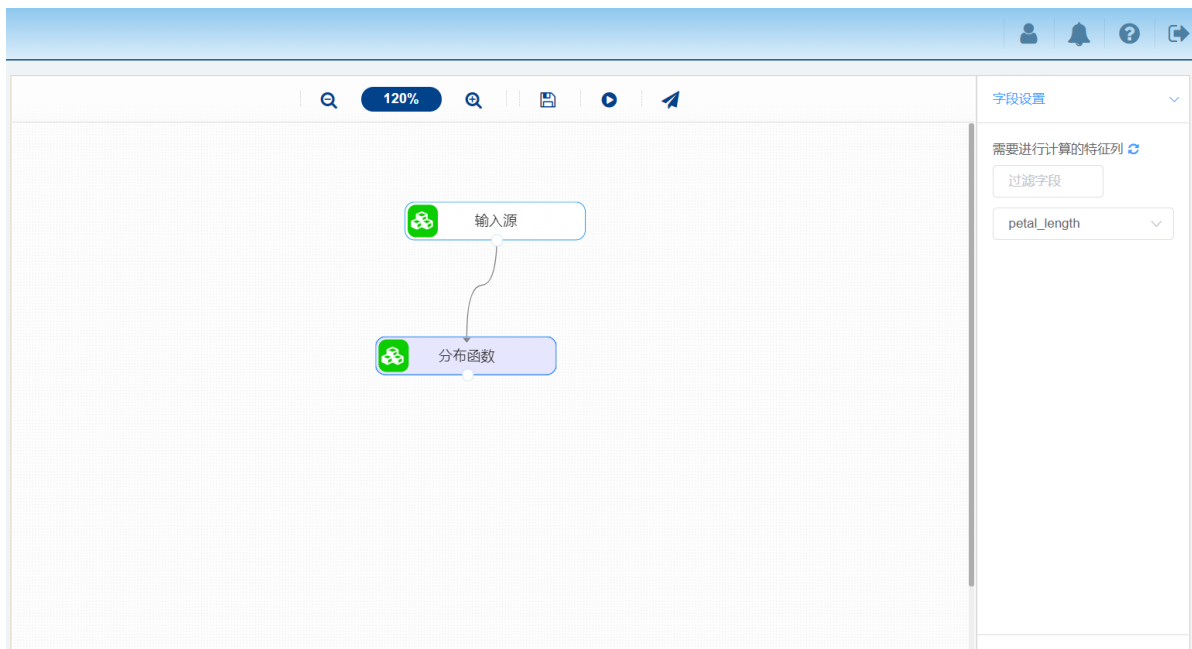 120%
字段设置
需要进行计算的特征列
过滤字段
petal_length
输入源
分布函数